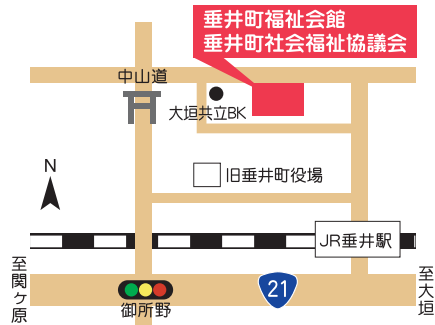 垂井町福祉会館
垂井町社会福祉協議会
中山道
大垣共立BK
旧垂井町役場
N
JR垂井駅
至関ヶ原
至大垣
21
御所野